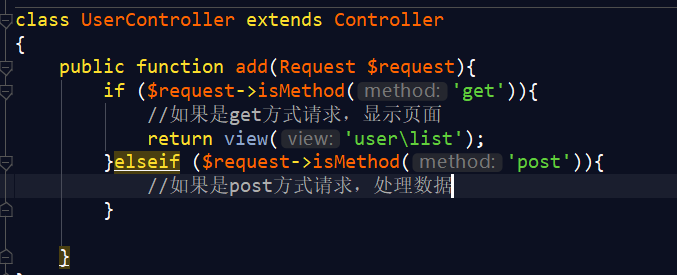 class UserController extends Controller
{
public function add(Request $request){
if ($request->isMethod( method: 'get')){
//如果是get方式请求，显示页面
return view( view: 'user\list');
}elseif ($request->isMethod( method: 'post')){
//如果是post方式请求，处理数据
}
}